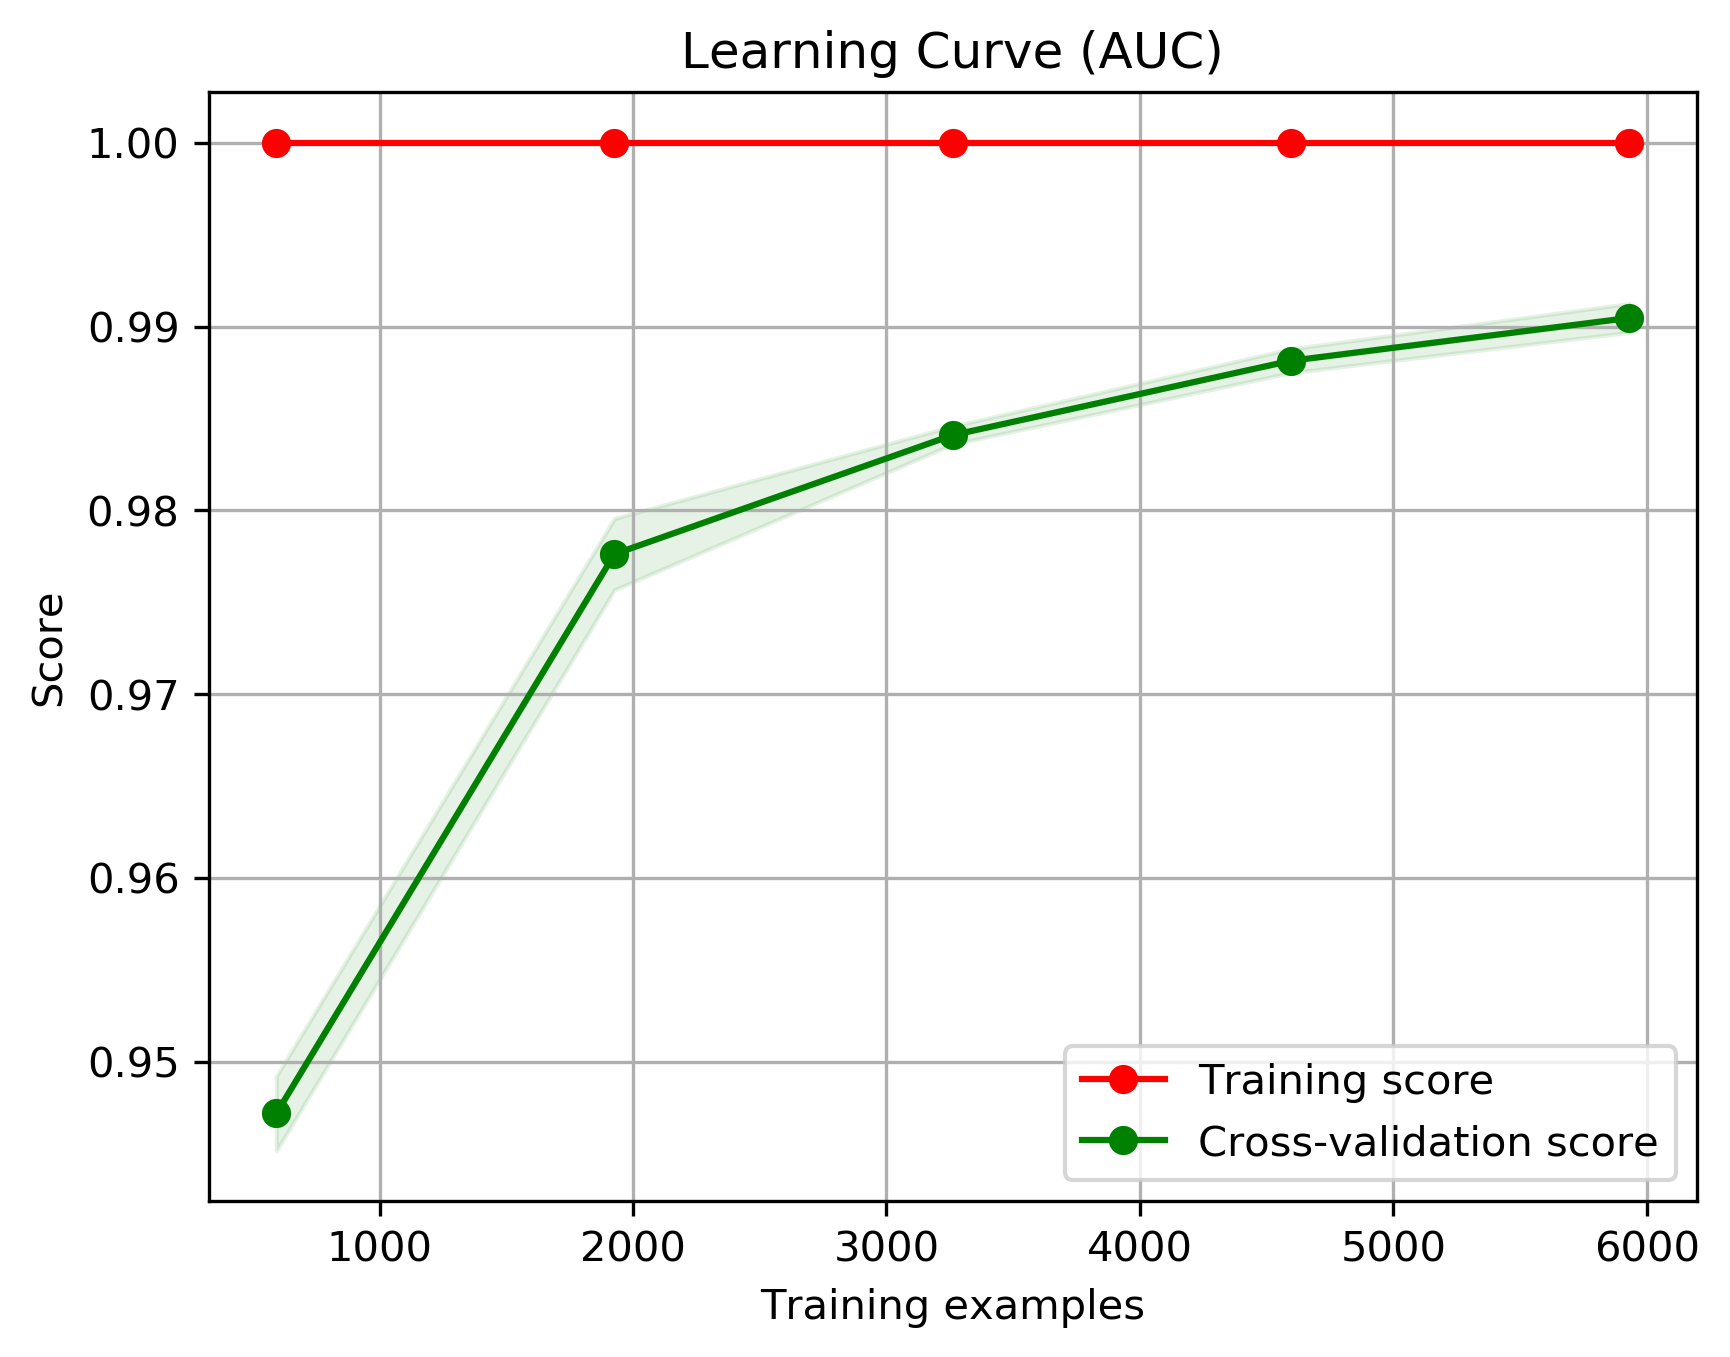 Learning Curve (AUC)
1.00
0.99
0.98
0.97
0.96
0.95
Score
Training score
Cross-validation score
1000 2000 3000 4000 5000 6000
Training examples